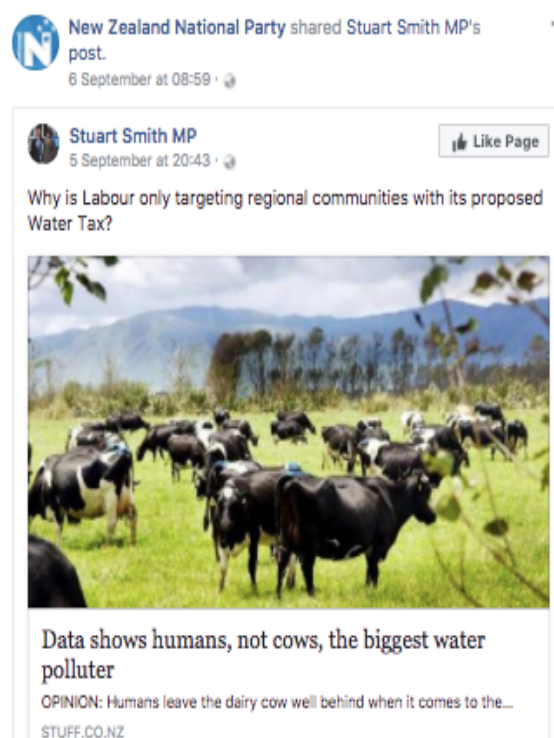 New Zealand National Party shared Stuart Smith MP's
post.
6 September at 08:59 ·
Stuart Smith MP
5 September at 20:43 ·
Like Page
Why is Labour only targeting regional communities with its proposed
Water Tax?
Data shows humans, not cows, the biggest water
polluter
OPINION: Humans leave the dairy cow well behind when it comes to the...
STUFF.CO.NZ